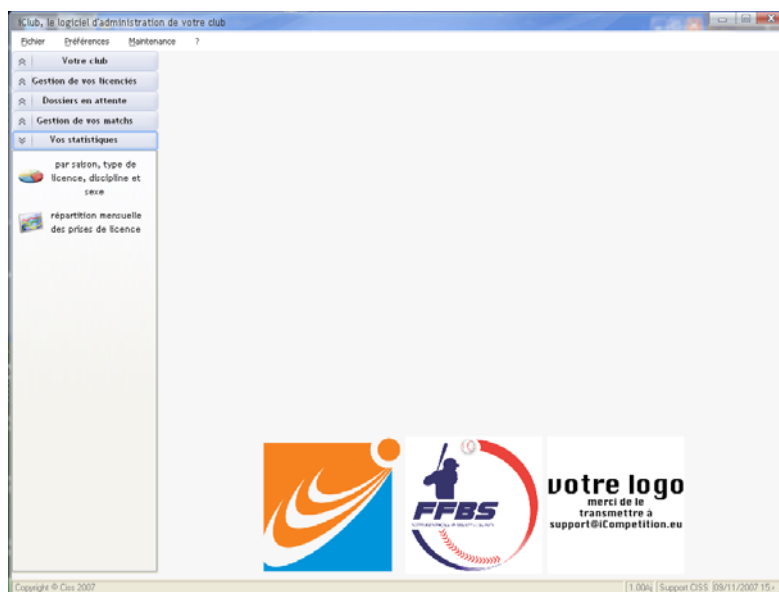 iClub, le logiciel d'administration de votre club
Fichier Préférences Maintenance ?
Votre club
Gestion de vos licenciés
Dossiers en attente
Gestion de vos matchs
Vos statistiques
par saison, type de
licence, discipline et
sexe
répartition mensuelle
des prises de licence
FFBS
votre logo
merci de le
transmettre à
support@iCompetition.eu
Copyright © Ciss 2007
Support CISS 09/11/2007